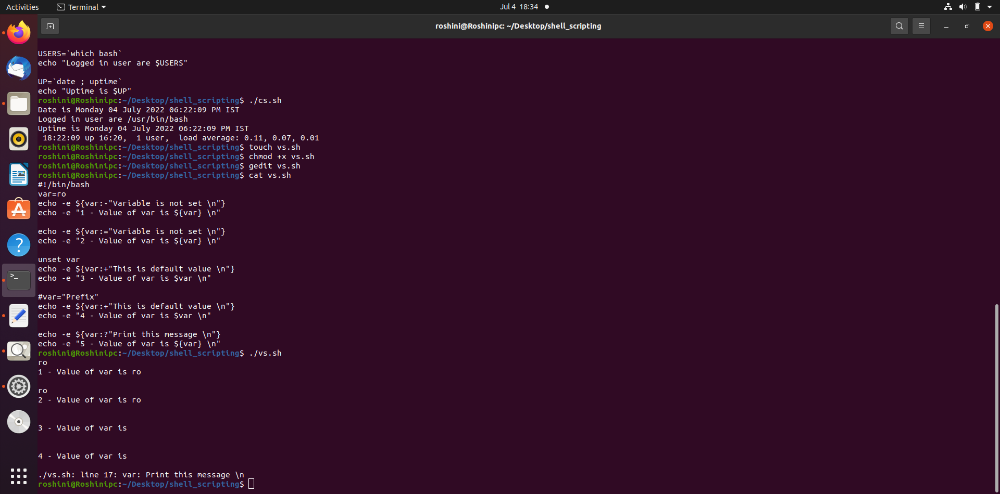 Activities
Terminal
Jul 4 18:34
roshini@Roshinipc: ~/Desktop/shell_scripting
USERS=`which bash`
echo "Logged in user are $USERS"
UP=`date ; uptime`
echo "Uptime is $UP"
roshini@Roshinipc:~/Desktop/shell_scripting$ ./cs.sh
Date is Monday 04 July 2022 06:22:09 PM IST
Logged in user are /usr/bin/bash
Uptime is Monday 04 July 2022 06:22:09 PM IST
 18:22:09 up 16:20,  1 user,  load average: 0.11, 0.07, 0.01
roshini@Roshinipc:~/Desktop/shell_scripting$ touch vs.sh
roshini@Roshinipc:~/Desktop/shell_scripting$ chmod +x vs.sh
roshini@Roshinipc:~/Desktop/shell_scripting$ gedit vs.sh
roshini@Roshinipc:~/Desktop/shell_scripting$ cat vs.sh
#!/bin/bash
var=ro
echo -e ${var:-"Variable is not set \n"}
echo -e "1 - Value of var is ${var} \n"
echo -e ${var:="Variable is not set \n"}
echo -e "2 - Value of var is ${var} \n"
unset var
echo -e ${var:+"This is default value \n"}
echo -e "3 - Value of var is $var \n"
#var="Prefix"
echo -e ${var:+"This is default value \n"}
echo -e "4 - Value of var is $var \n"
echo -e ${var:?"Print this message \n"}
echo -e "5 - Value of var is ${var} \n"
roshini@Roshinipc:~/Desktop/shell_scripting$ ./vs.sh
ro
1 - Value of var is ro
ro
2 - Value of var is ro
3 - Value of var is
4 - Value of var is
./vs.sh: line 17: var: Print this message \n
roshini@Roshinipc:~/Desktop/shell_scripting$